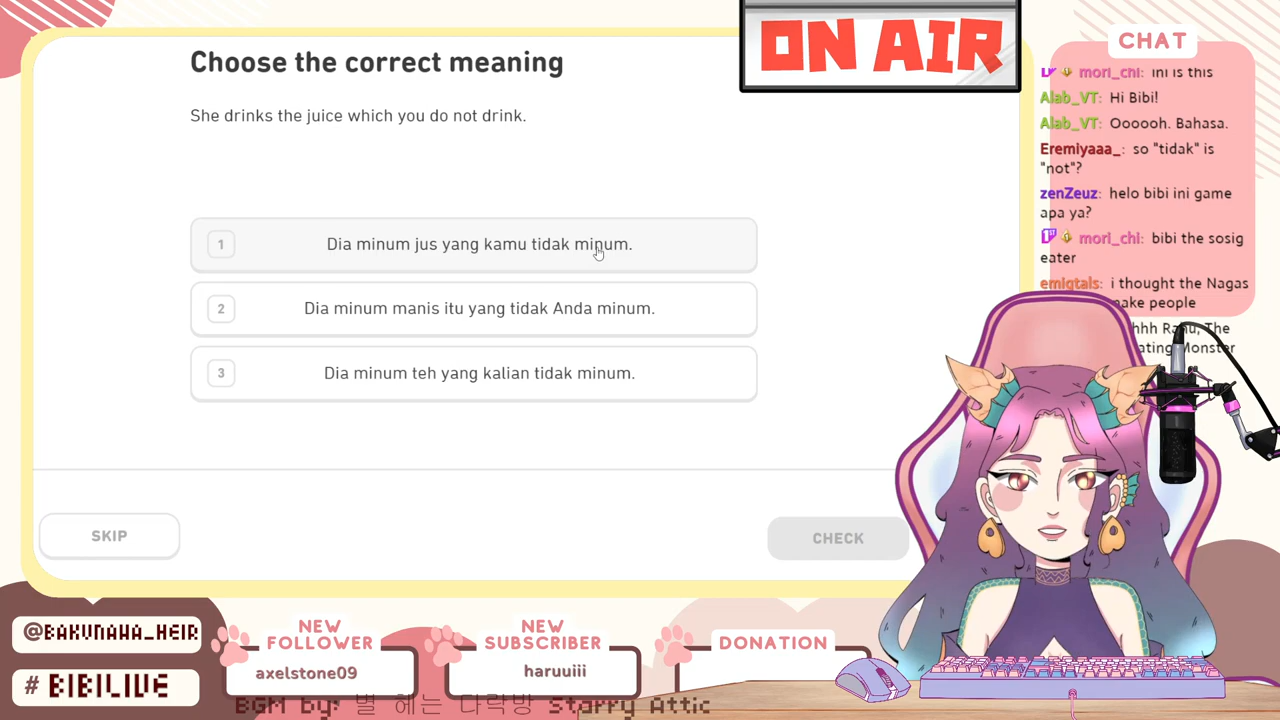 ON AIR
CHAT
Choose the correct meaning
She drinks the juice which you do not drink.
1 Dia minum jus yang kamu tidak minum.
2 Dia minum manis itu yang tidak Anda minum.
3 Dia minum teh yang kalian tidak minum.
SKIP
CHECK
mori_chi: ini is this
Alab_VT: Hi Bibi!
Alab_VT: Oooooh. Bahasa.
Eremiyaaa_: so "tidak" is
"not"?
zenZeuz: helo bibi ini game
apa ya?
mori_chi: bibi the sosig
eater
emigtals: i thought the Nagas
make people
The
Monster
@BAKUNAWA_HEIR
# BIBILIVE
NEW
FOLLOWER
axelstone09
NEW
SUBSCRIBER
haruuiii
DONATION
BGM by: 별 헤는 다락방 Starry Attic